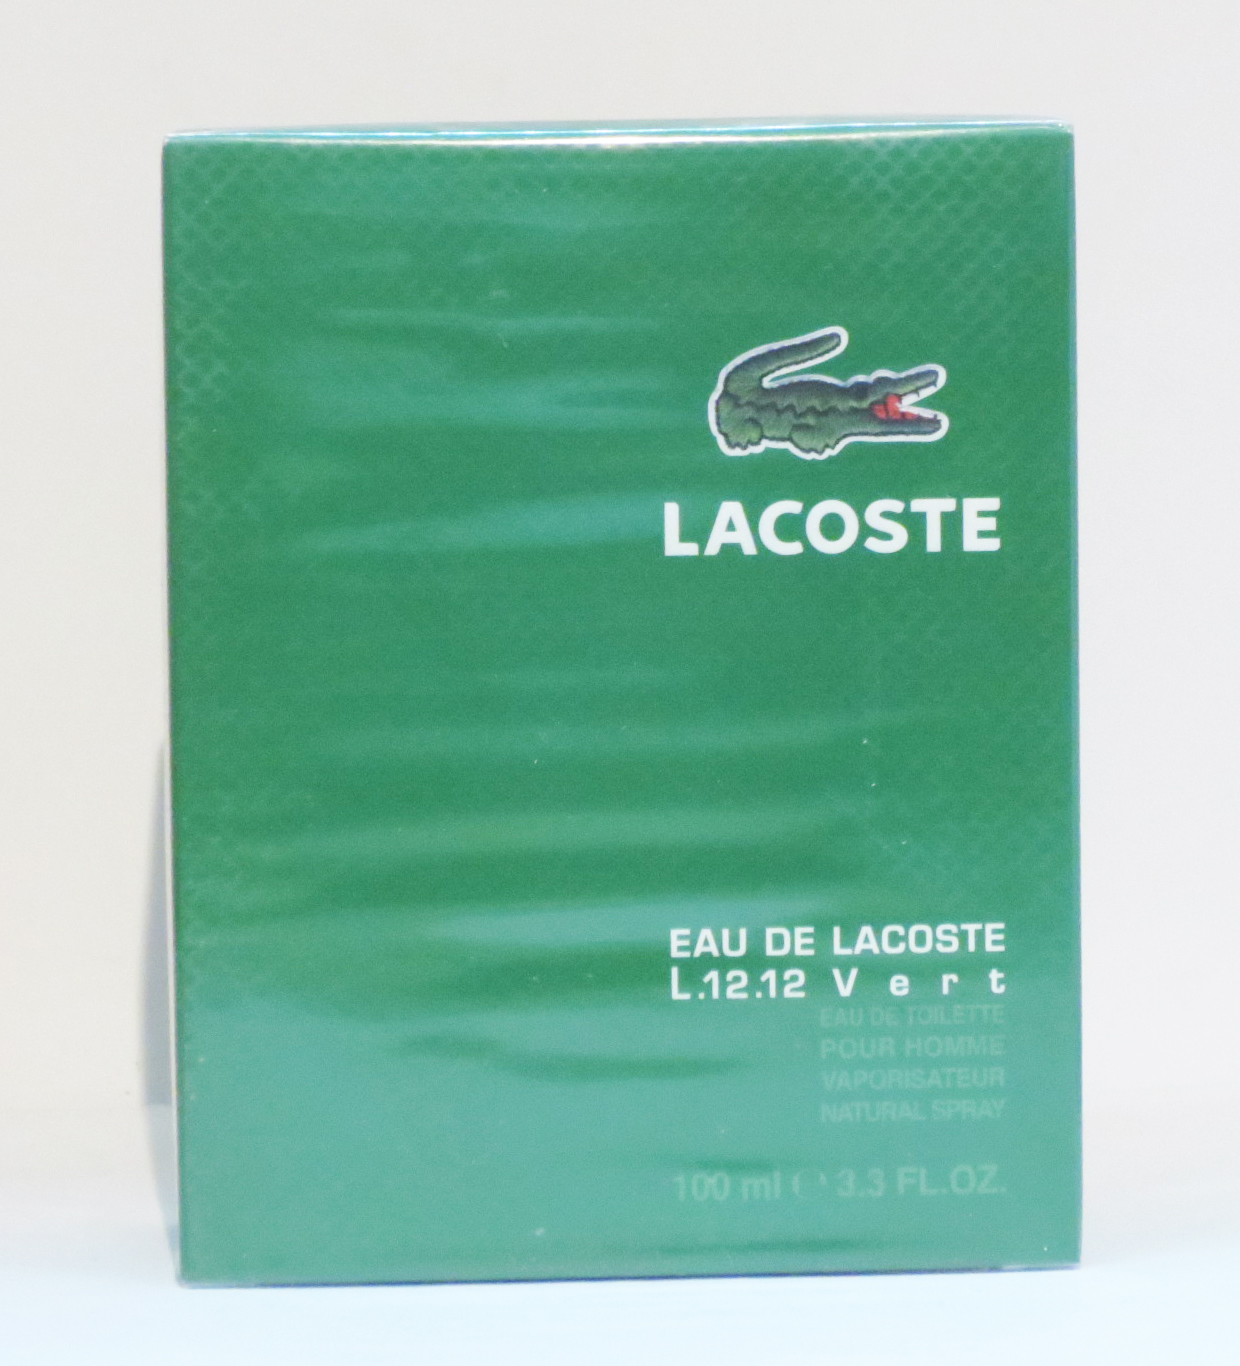 LACOSTE
EAU DE LACOSTE
L.12.12 Vert
EAU DE TOILETTE
POUR HOMME
VAPORISATEUR
NATURAL SPRAY
100 ml ℮ 3.3 FL.OZ.